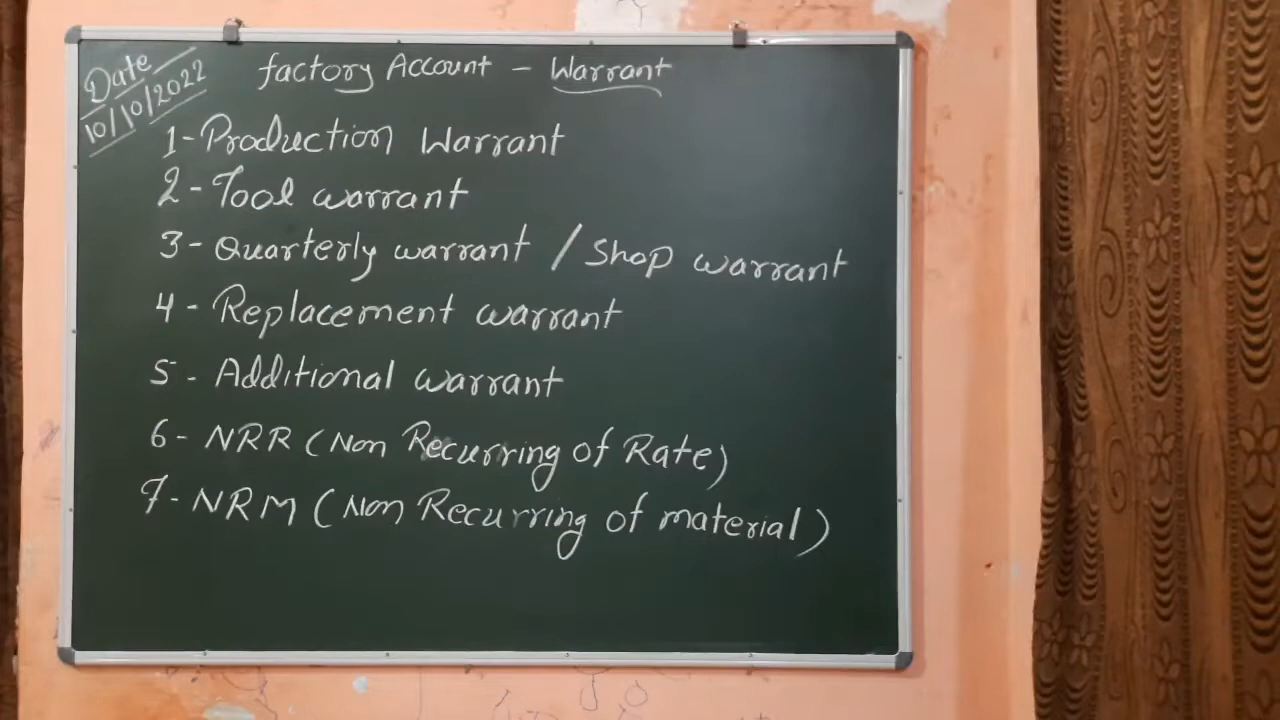 Date
10/10/2022
factory Account - Warrant
1-Production Warrant
2-Tool warrant
3-Quarterly warrant / Shop warrant
4-Replacement warrant
5-Additional warrant
6-NRR (Non Recurring of Rate)
7-NRM (Non Recurring of material)